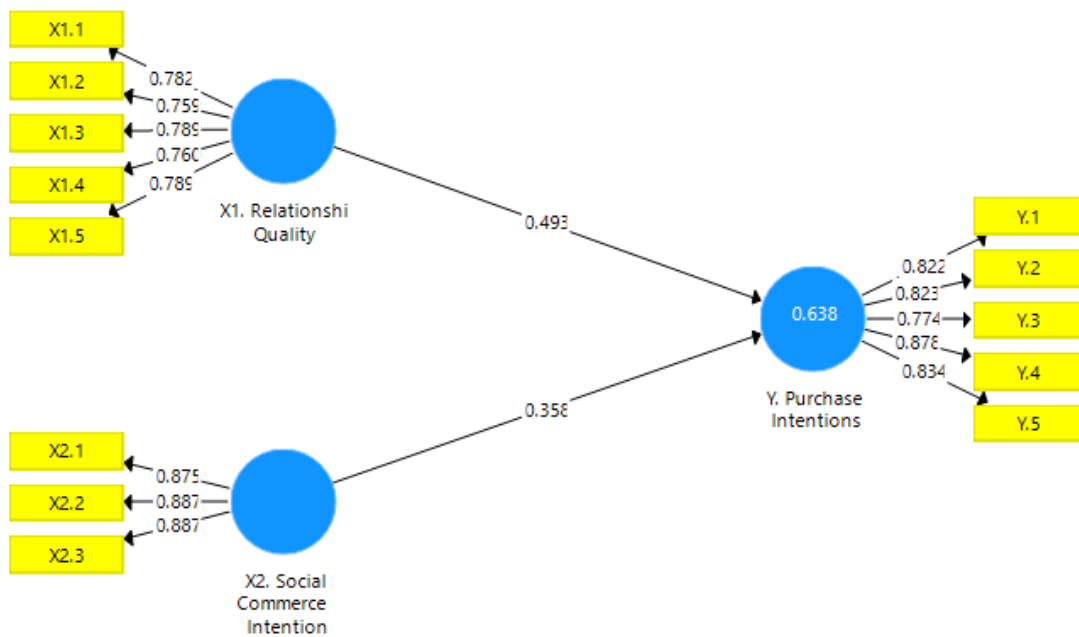 X1.1
X1.2
X1.3
X1.4
X1.5
0.782
0.759
0.789
0.760
0.789
X1. Relationshi
Quality
0.493
X2.1
X2.2
X2.3
0.875
0.887
0.887
X2. Social
Commerce
Intention
0.358
0.638
Y. Purchase
Intentions
0.822
0.823
0.774
0.878
0.834
Y.1
Y.2
Y.3
Y.4
Y.5